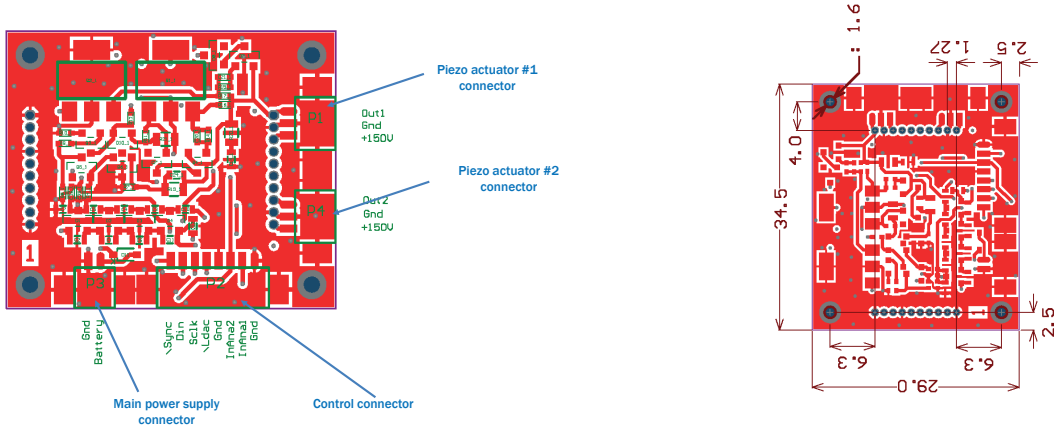 Piezo actuator #1
connector
P1
Out1
Gnd
+150V
Piezo actuator #2
connector
P4
Out2
Gnd
+150V
1
P3
P2
Gnd
Battery
\Sync
Din
Sclk
\Ldac
Gnd
InAna2
InAna1
Gnd
Main power supply
connector
Control connector
: 1.6
1.27
2.5
4.0
34.5
1
2.5
6.3
6.3
29.0